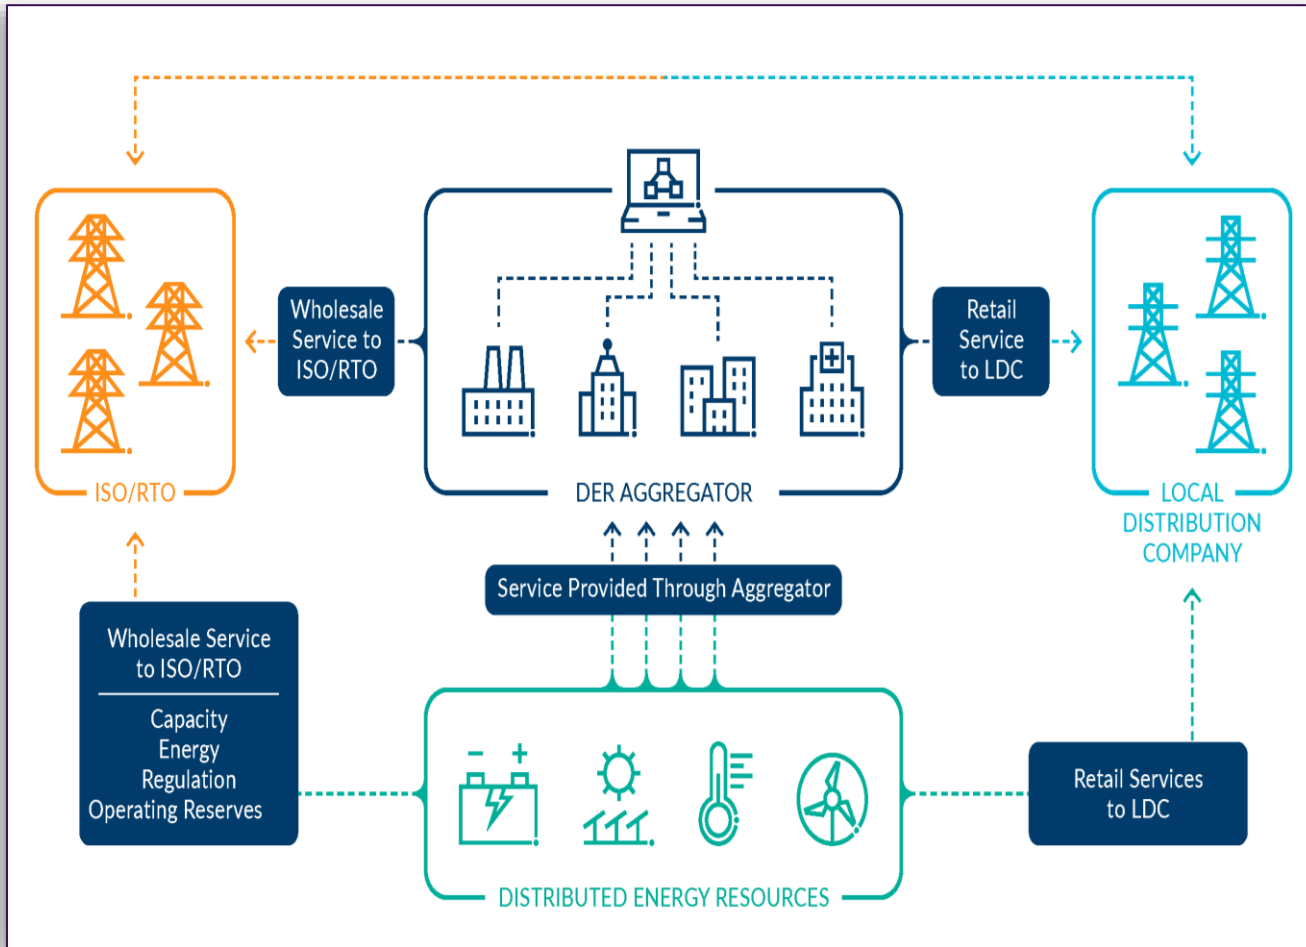 Wholesale
Service to
ISO/RTO
Retail
Service
to LDC
ISO/RTO
DER AGGREGATOR
LOCAL
DISTRIBUTION
COMPANY
Service Provided Through Aggregator
Wholesale Service
to ISO/RTO
Capacity
Energy
Regulation
Operating Reserves
Retail Services
to LDC
DISTRIBUTED ENERGY RESOURCES